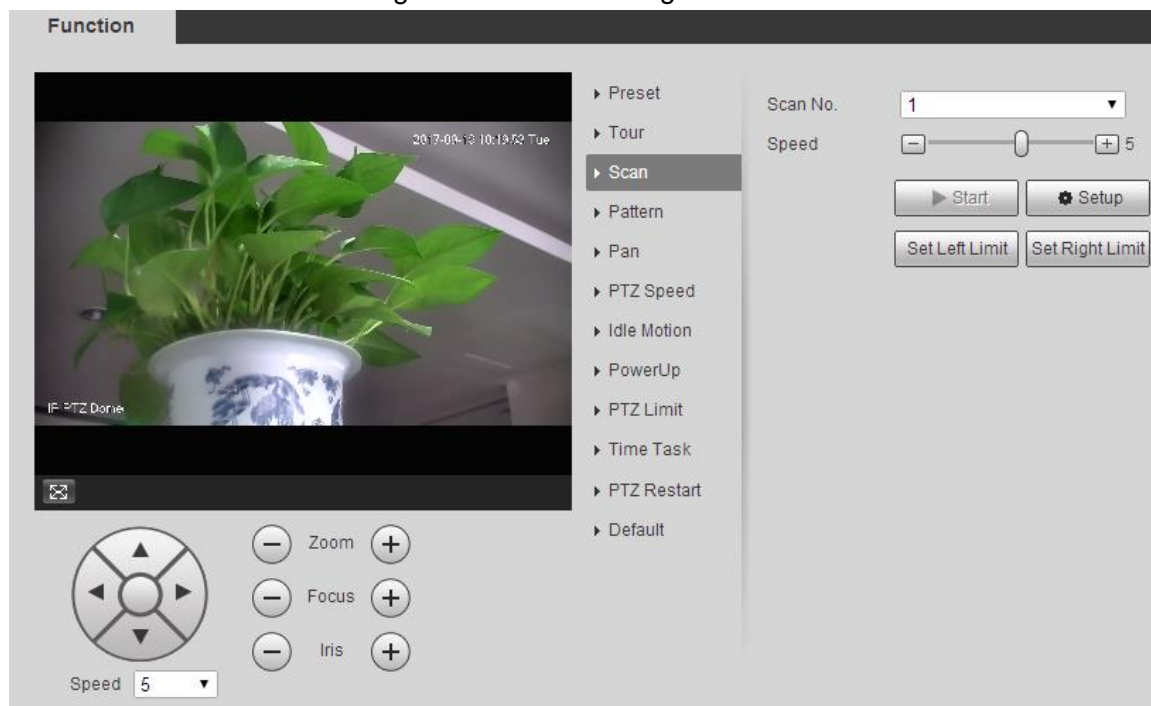 Function
2017-09-13 10:19:53 Tue
IP PTZ Dome
Preset
Tour
Scan
Pattern
Pan
PTZ Speed
Idle Motion
PowerUp
PTZ Limit
Time Task
PTZ Restart
Default
Scan No. 1
Speed 5
Start Setup
Set Left Limit Set Right Limit
Zoom
Focus
Iris
Speed 5